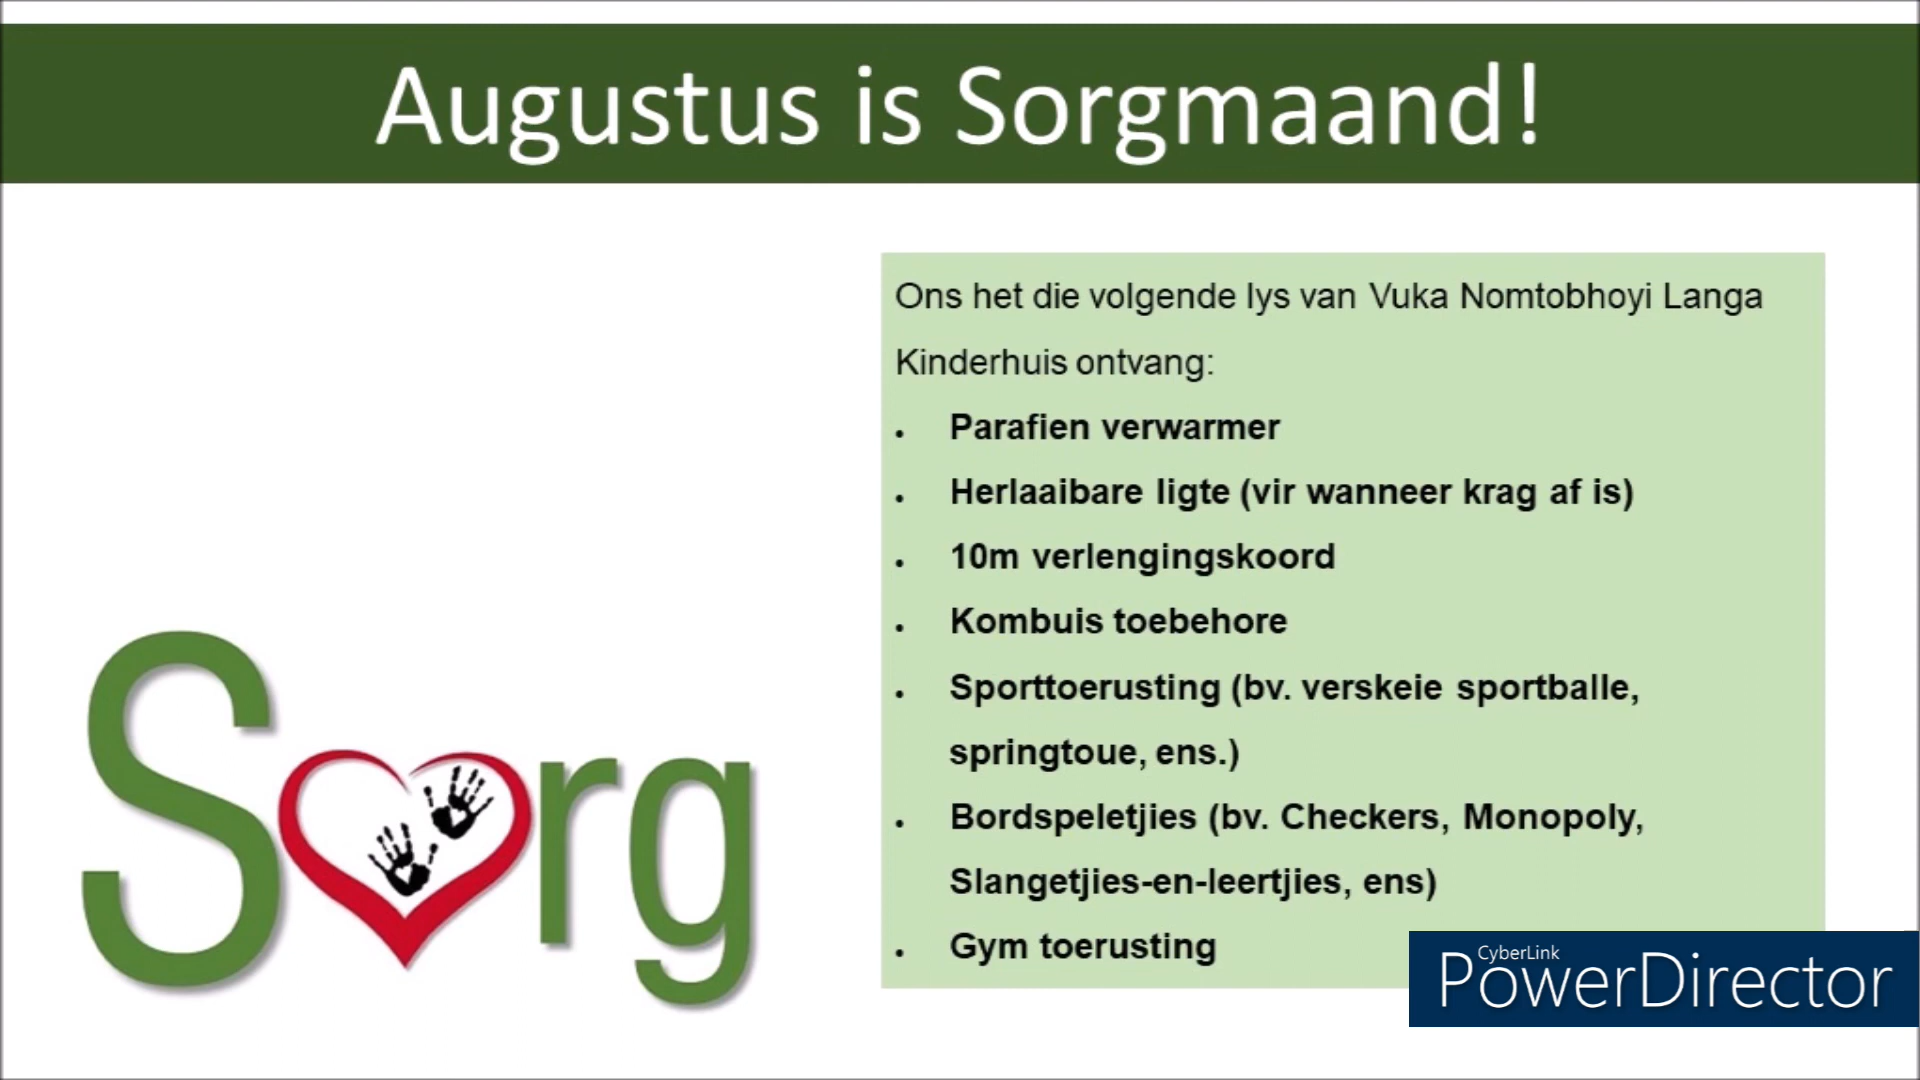 Augustus is Sorgmaand!
Ons het die volgende lys van Vuka Nomtobhoyi Langa
Kinderhuis ontvang:
• Parafien verwarmer
• Herlaaibare ligte (vir wanneer krag af is)
• 10m verlengingskoord
• Kombuis toebehore
• Sporttoerusting (bv. verskeie sportballe,
springtoue, ens.)
• Bordspeletjies (bv. Checkers, Monopoly,
Slangetjies-en-leertjies, ens)
• Gym toerusting
Sorg
CyberLink
PowerDirector